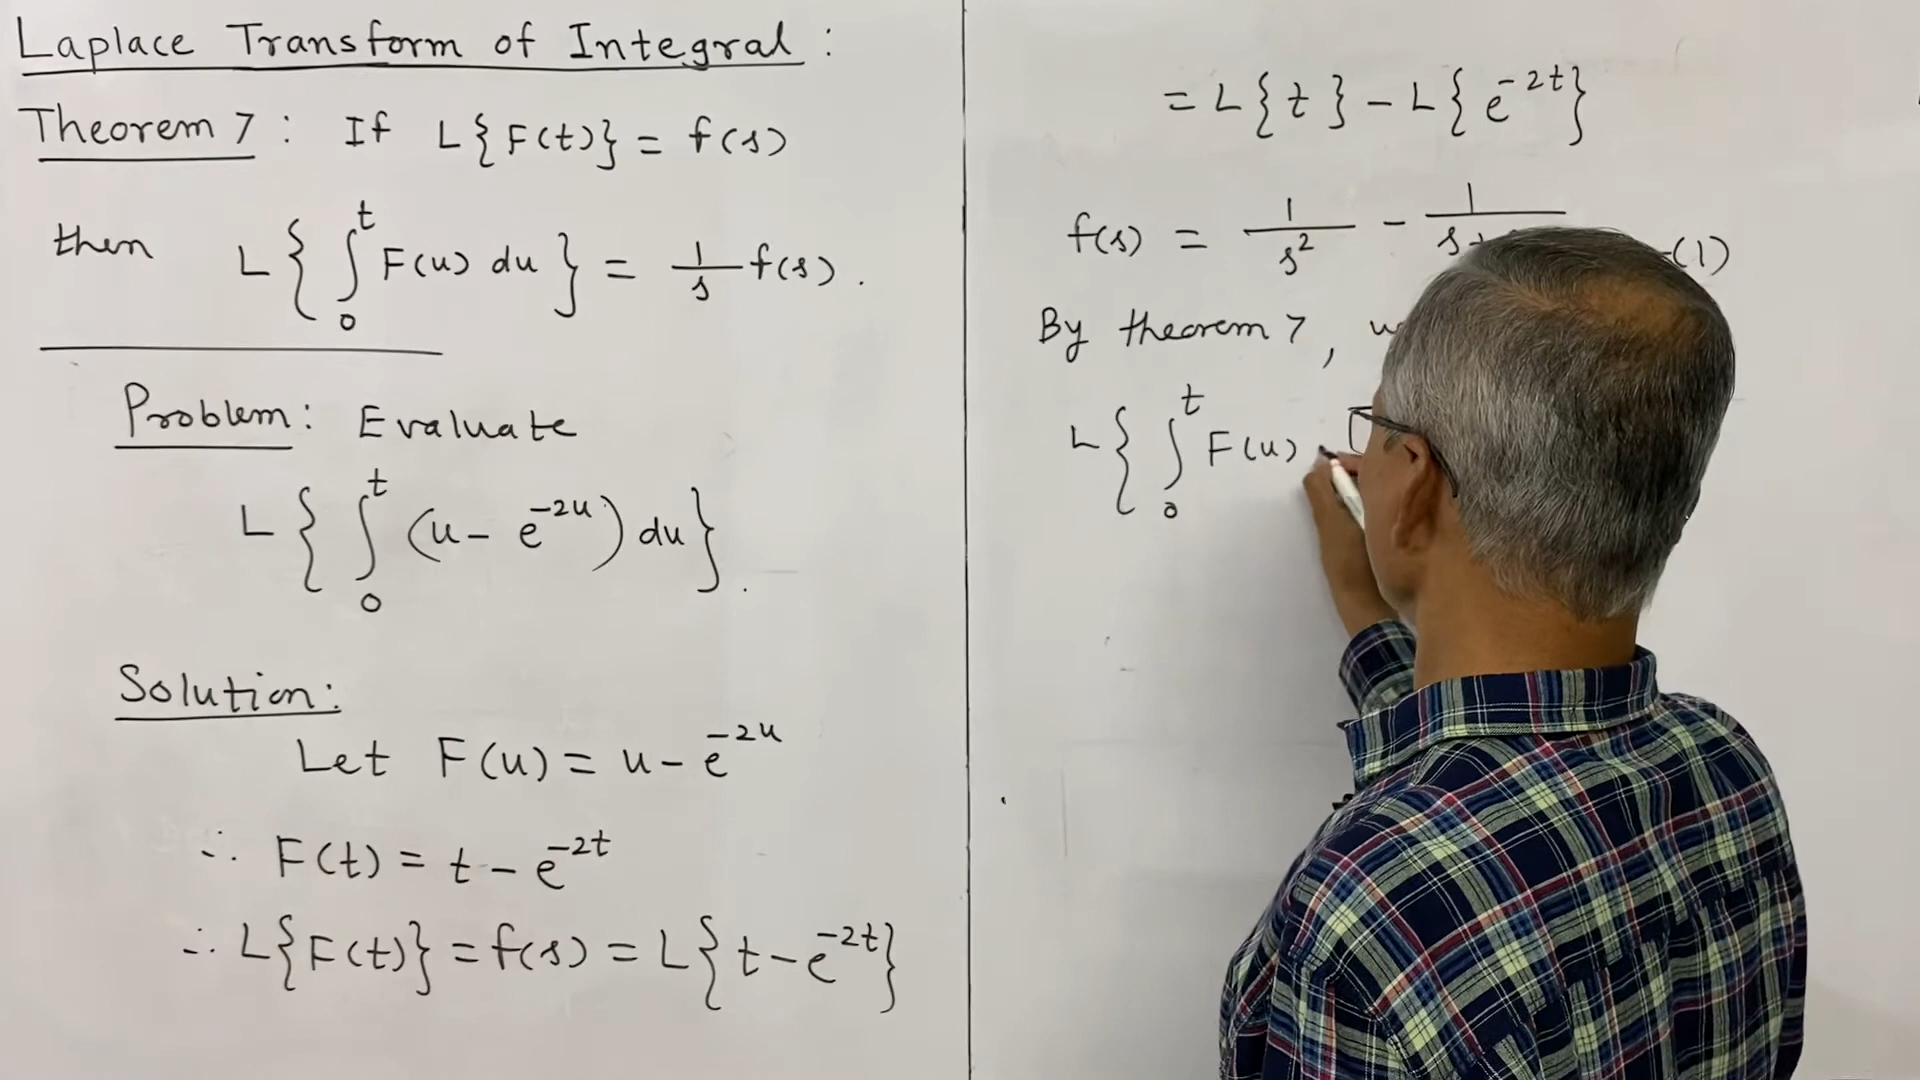 Laplace Transform of Integral :
Theorem 7 : If L{F(t)} = f(s)
then L{∫₀ᵗ F(u) du} = 1/s f(s).
Problem: Evaluate
L{∫₀ᵗ (u - e⁻²ᵘ) du}.
Solution:
Let F(u) = u - e⁻²ᵘ
∴ F(t) = t - e⁻²ᵗ
∴ L{F(t)} = f(s) = L{t - e⁻²ᵗ}
= L{t} - L{e⁻²ᵗ}
f(s) = 1/s² - 1/s+ -(1)
By theorem 7,
L{∫₀ᵗ F(u)